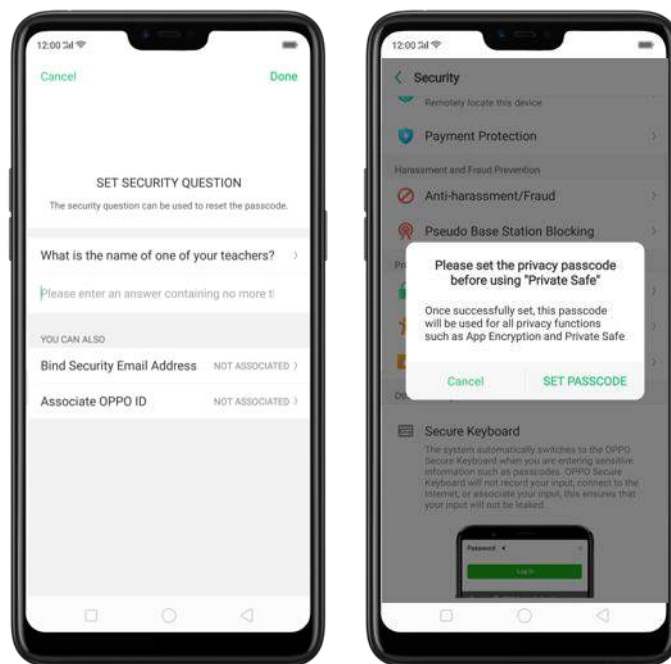 12:00
Cancel
Done
SET SECURITY QUESTION
The security question can be used to reset the passcode.
What is the name of one of your teachers?
Please enter an answer containing no more t
YOU CAN ALSO
Bind Security Email Address NOT ASSOCIATED
Associate OPPO ID NOT ASSOCIATED
12:00
Security
Remotely locate this device
Payment Protection
Harassment and Fraud Prevention
Anti-harassment/Fraud
Pseudo Base Station Blocking
Please set the privacy passcode
before using "Private Safe"
Once successfully set, this passcode
will be used for all privacy functions
such as App Encryption and Private Safe
Cancel
SET PASSCODE
Secure Keyboard
The system automatically switches to the OPPO
Secure Keyboard when you are entering sensitive
information such as passcodes. OPPO Secure
Keyboard will not record your input, connect to the
Internet, or associate your input, this ensures that
your input will not be leaked.
Password
Log In